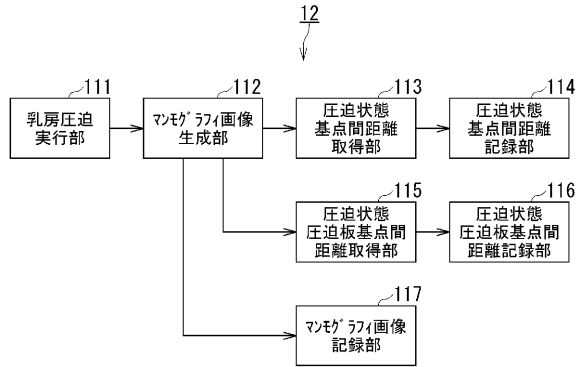 12
111
乳房圧迫
実行部
112
ﾏﾝﾓｸﾞﾗﾌｨ画像
生成部
113
圧迫状態
基点間距離
取得部
114
圧迫状態
基点間距離
記録部
115
圧迫状態
圧迫板基点間
距離取得部
116
圧迫状態
圧迫板基点間
距離記録部
117
ﾏﾝﾓｸﾞﾗﾌｨ画像
記録部